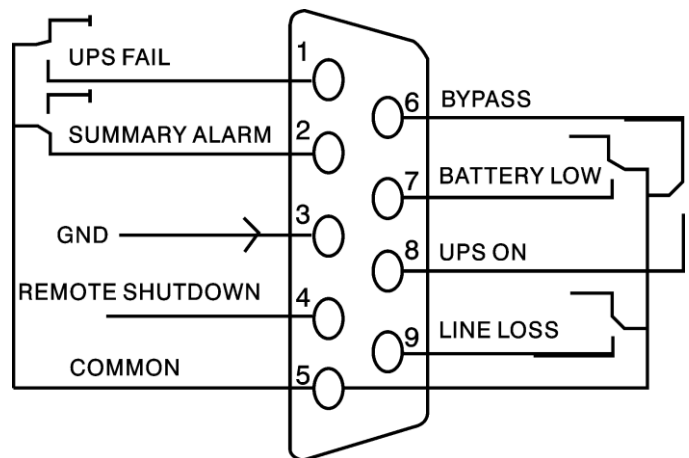 1 UPS FAIL
2 SUMMARY ALARM
3 GND
4 REMOTE SHUTDOWN
5 COMMON
6 BYPASS
7 BATTERY LOW
8 UPS ON
9 LINE LOSS